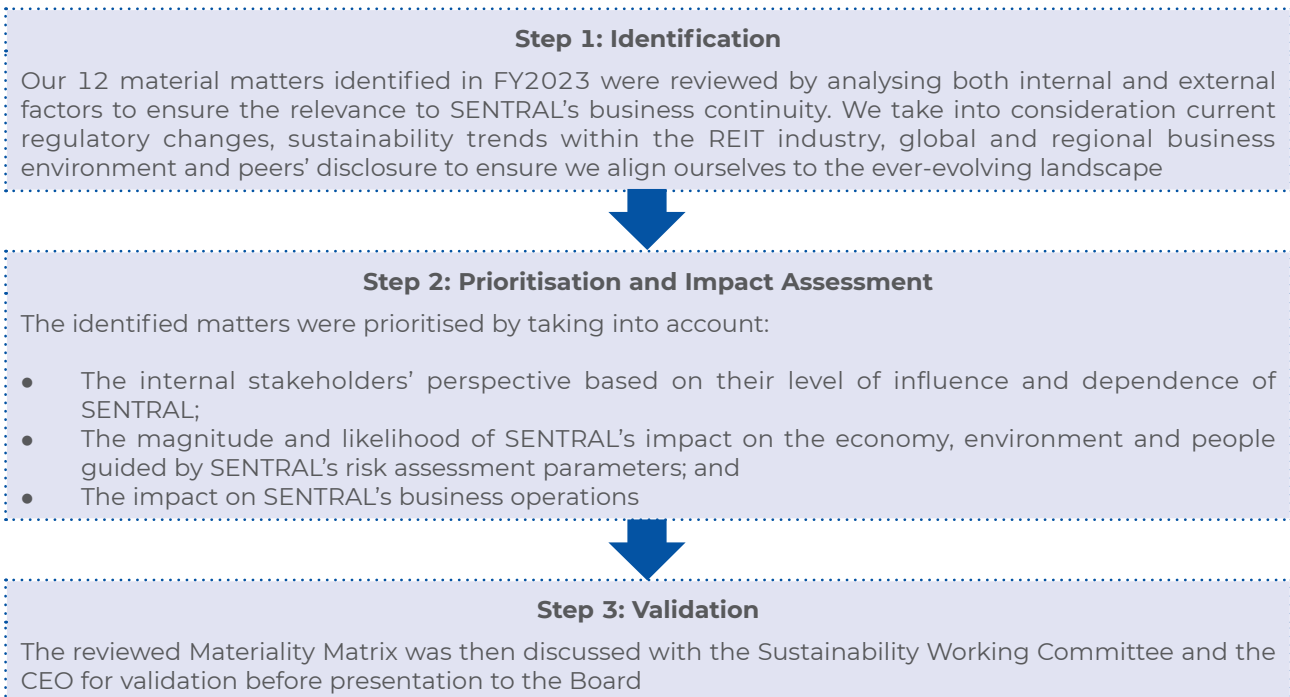 Step 1: Identification
Our 12 material matters identified in FY2023 were reviewed by analysing both internal and external
factors to ensure the relevance to SENTRAL's business continuity. We take into consideration current
regulatory changes, sustainability trends within the REIT industry, global and regional business
environment and peers' disclosure to ensure we align ourselves to the ever-evolving landscape
Step 2: Prioritisation and Impact Assessment
The identified matters were prioritised by taking into account:
● The internal stakeholders' perspective based on their level of influence and dependence of
SENTRAL;
● The magnitude and likelihood of SENTRAL's impact on the economy, environment and people
guided by SENTRAL's risk assessment parameters; and
● The impact on SENTRAL's business operations
Step 3: Validation
The reviewed Materiality Matrix was then discussed with the Sustainability Working Committee and the
CEO for validation before presentation to the Board